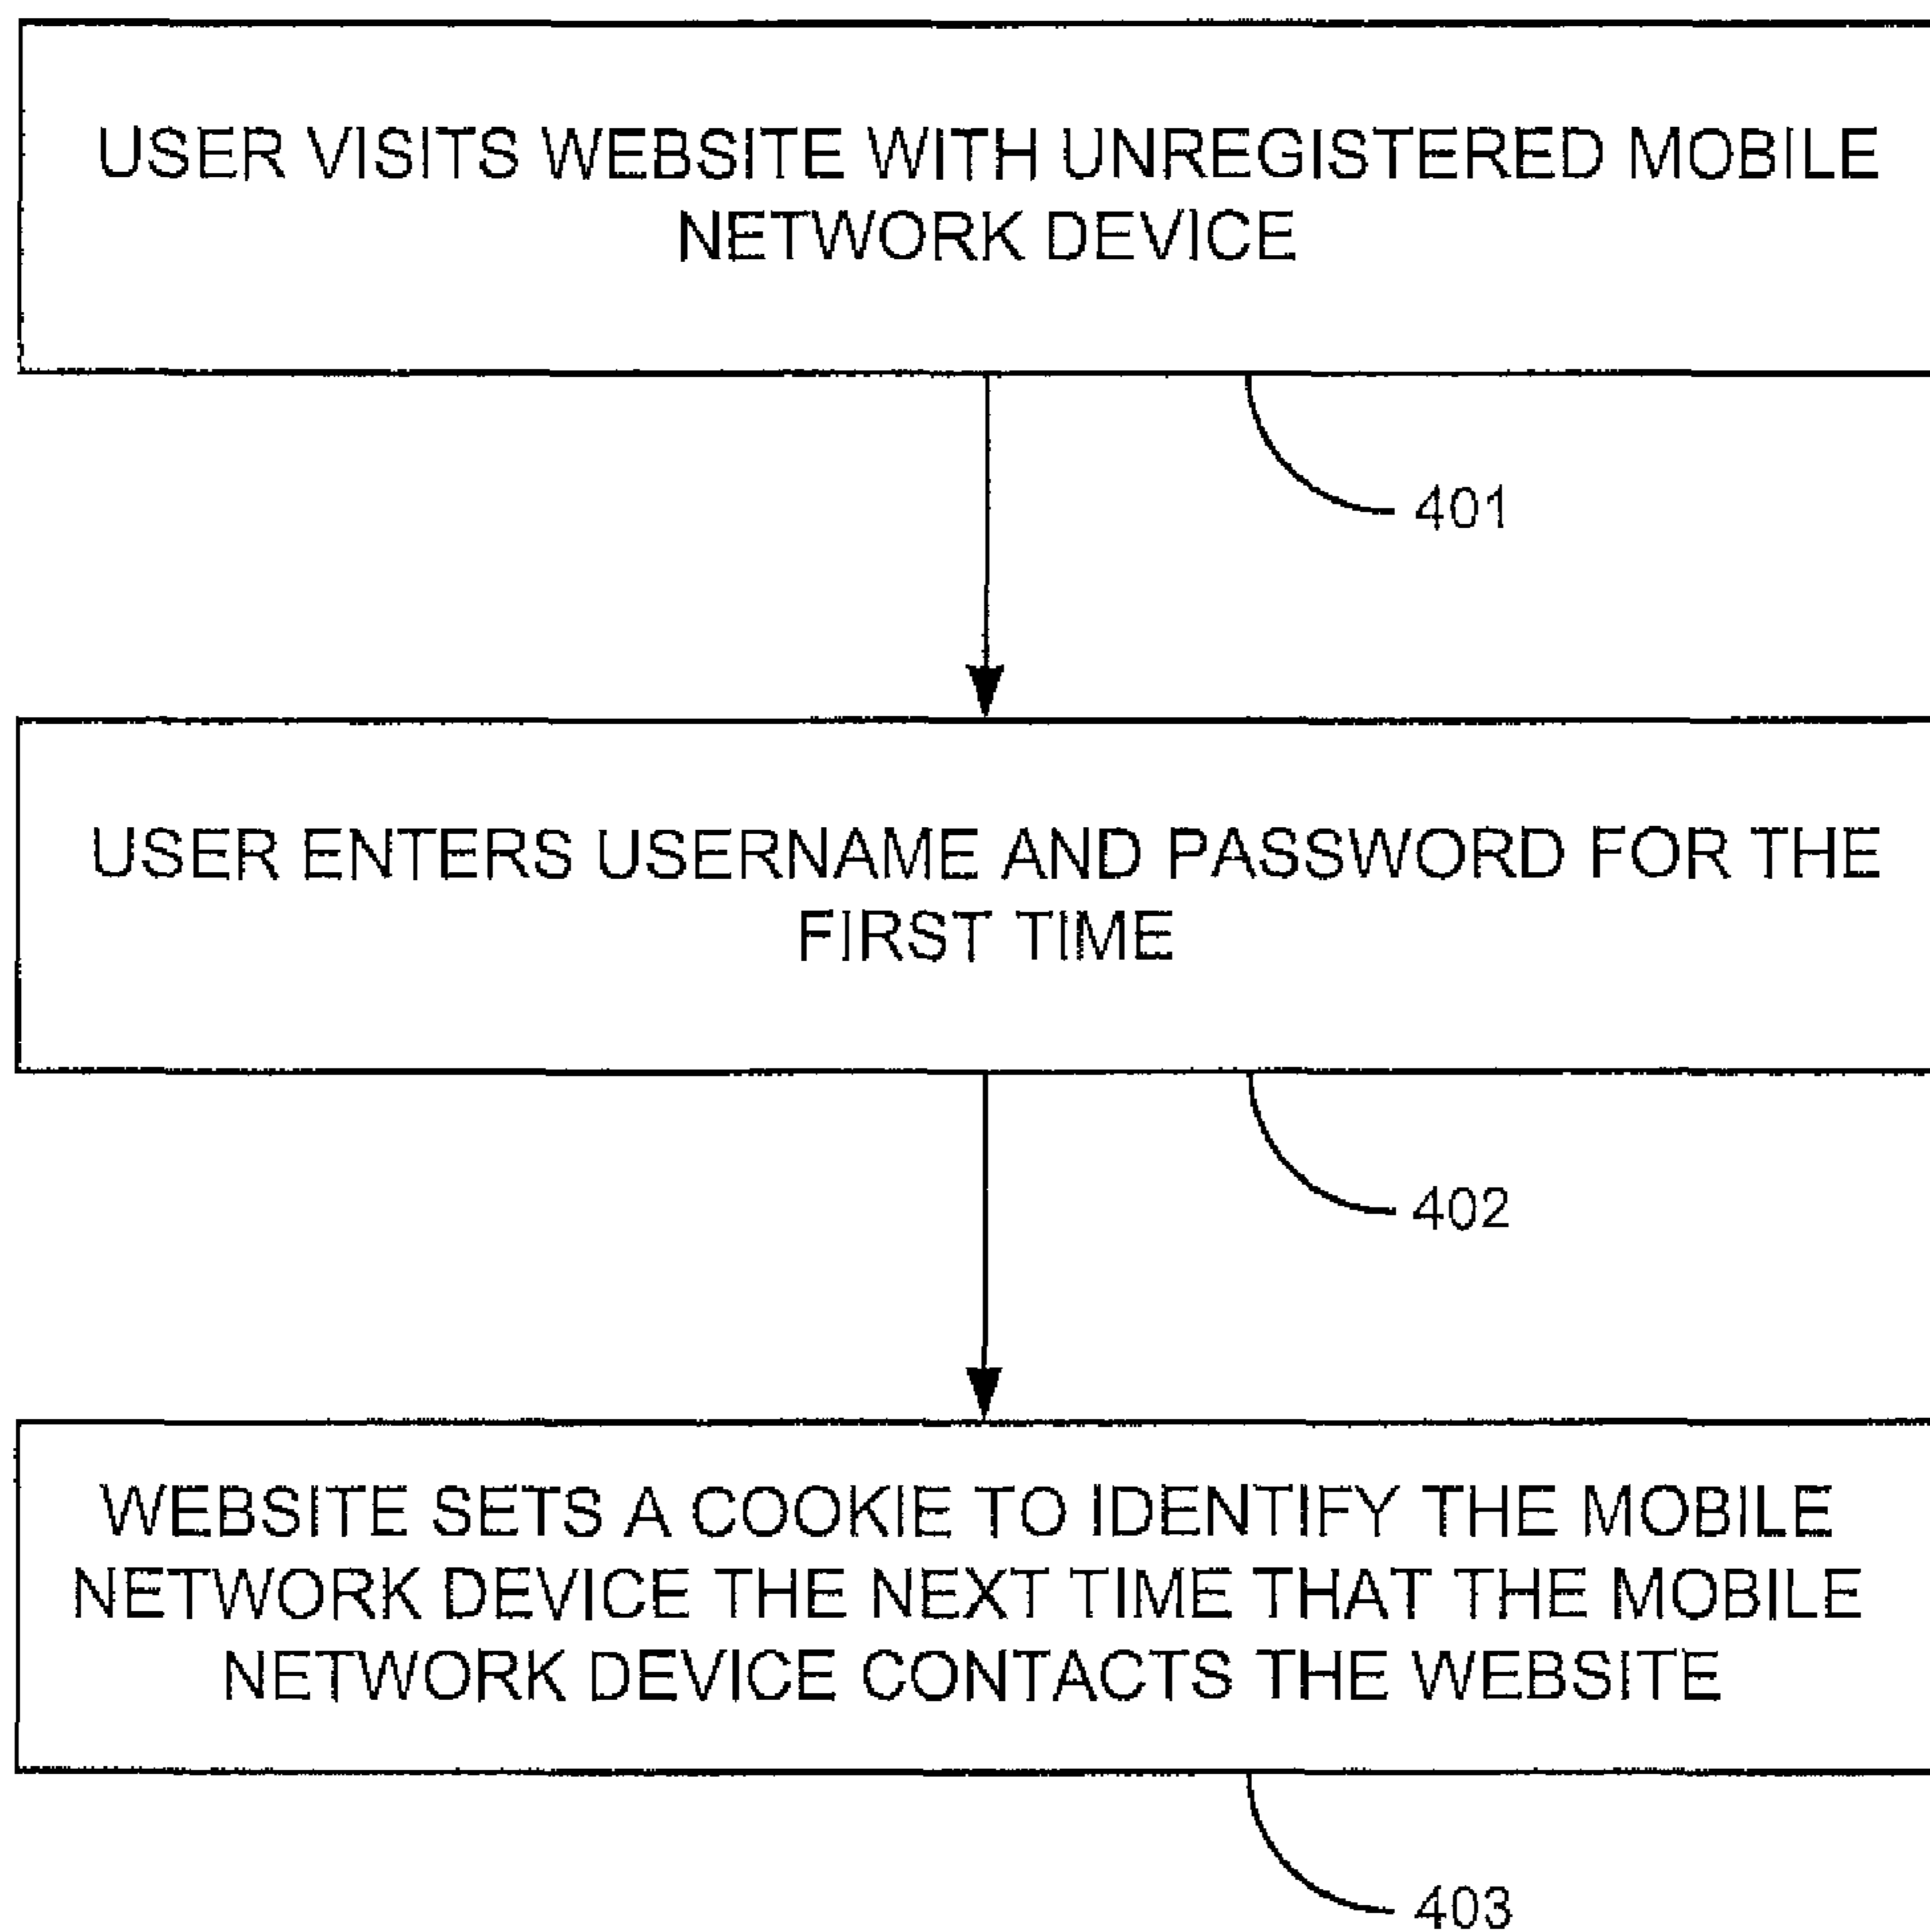 USER VISITS WEBSITE WITH UNREGISTERED MOBILE
NETWORK DEVICE
401
USER ENTERS USERNAME AND PASSWORD FOR THE
FIRST TIME
402
WEBSITE SETS A COOKIE TO IDENTIFY THE MOBILE
NETWORK DEVICE THE NEXT TIME THAT THE MOBILE
NETWORK DEVICE CONTACTS THE WEBSITE
403